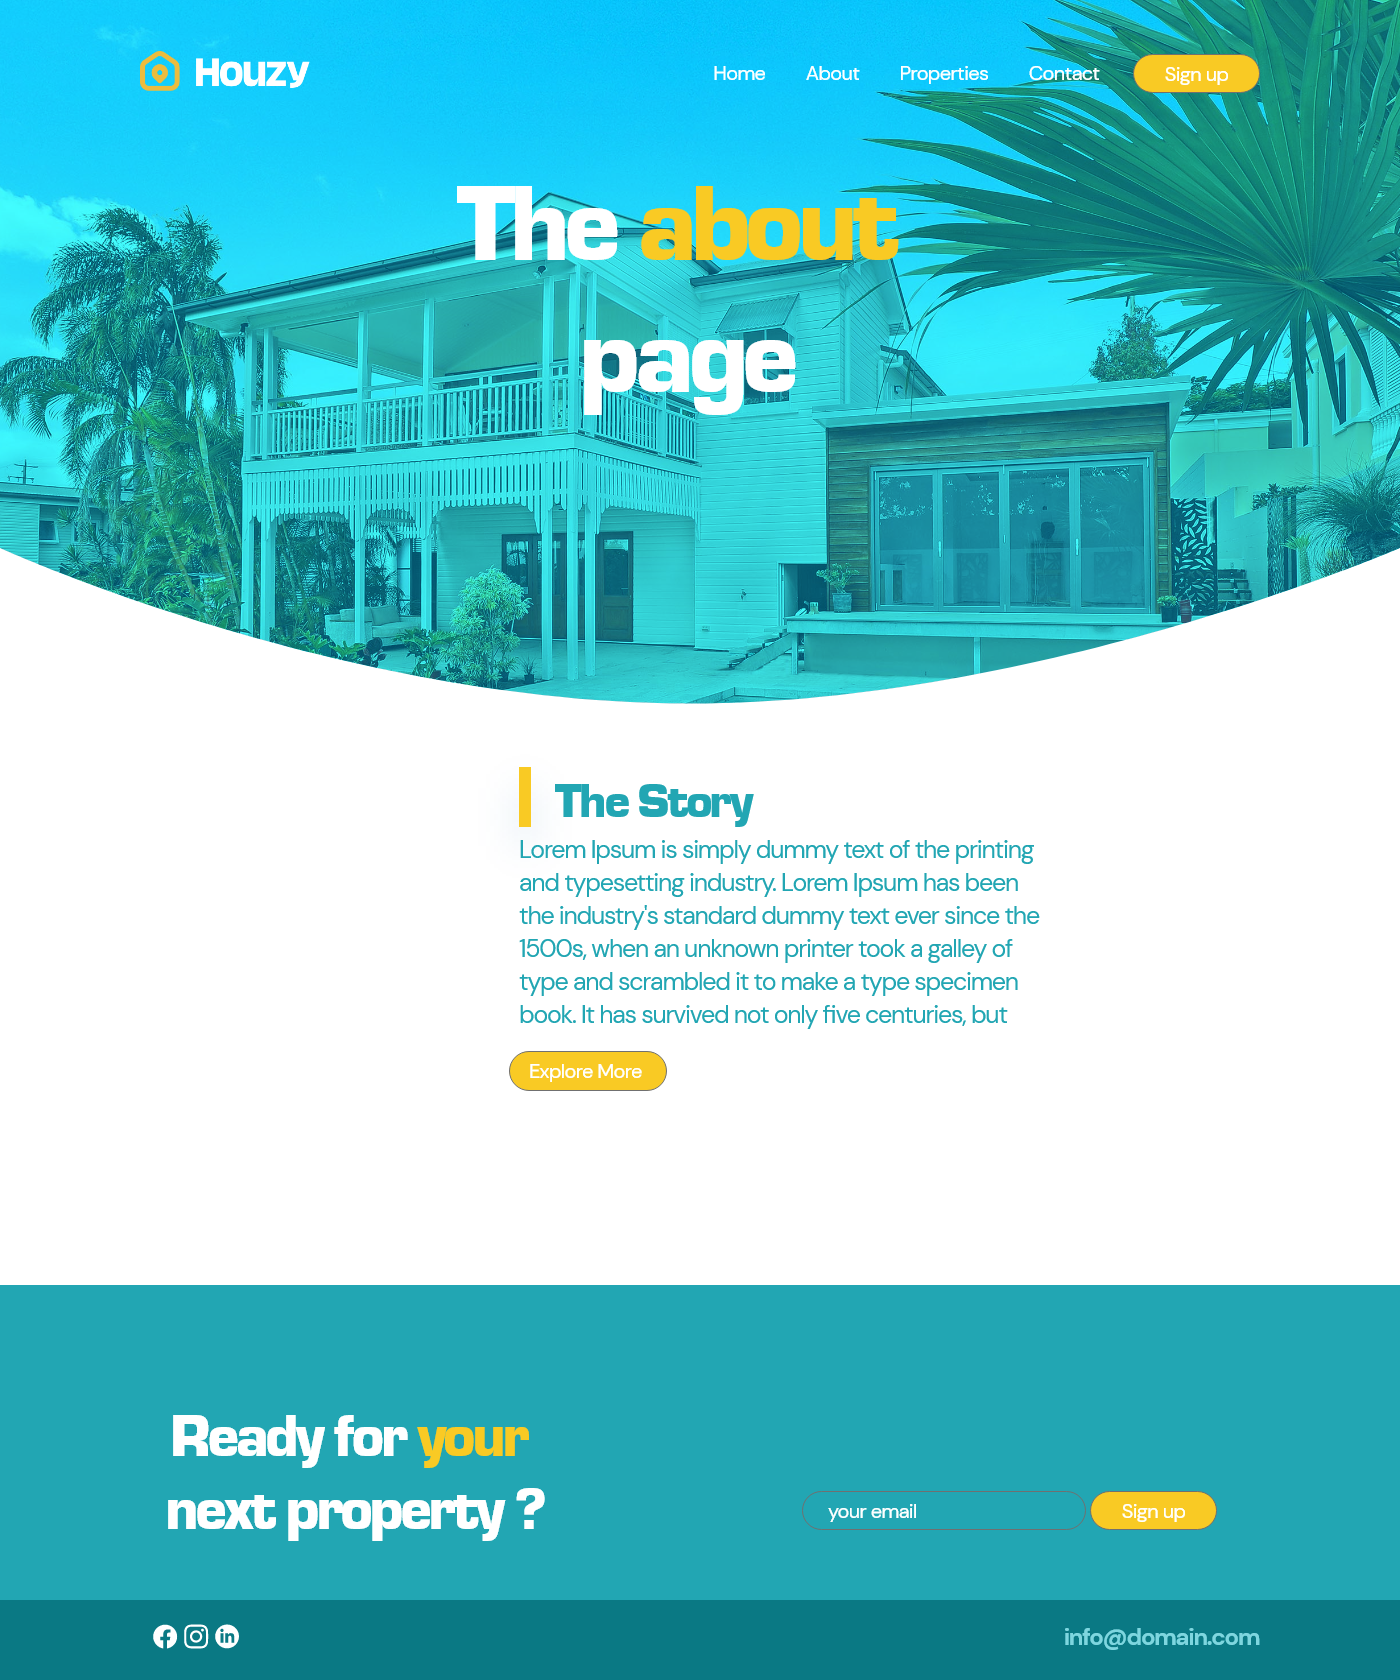 Houzy
Home About Properties Contact Sign up
The about
page
The Story
Lorem Ipsum is simply dummy text of the printing
and typesetting industry. Lorem Ipsum has been
the industry's standard dummy text ever since the
1500s, when an unknown printer took a galley of
type and scrambled it to make a type specimen
book. It has survived not only five centuries, but
Explore More
Ready for your
next property ?
your email Sign up
info@domain.com